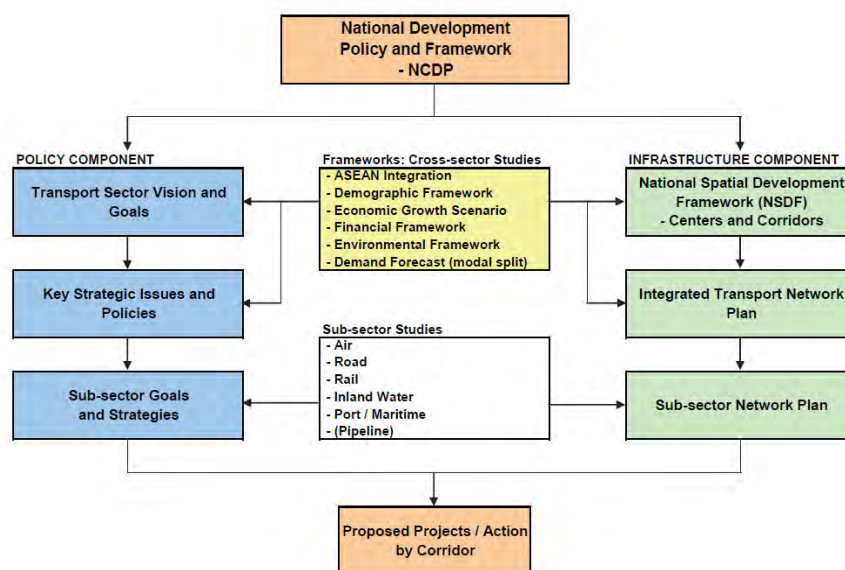 National Development
Policy and Framework
- NCDP
POLICY COMPONENT
Transport Sector Vision and
Goals
Key Strategic Issues and
Policies
Sub-sector Goals
and Strategies
Frameworks: Cross-sector Studies
- ASEAN Integration
- Demographic Framework
- Economic Growth Scenario
- Financial Framework
- Environmental Framework
- Demand Forecast (modal split)
Sub-sector Studies
- Air
- Road
- Rail
- Inland Water
- Port / Maritime
- (Pipeline)
INFRASTRUCTURE COMPONENT
National Spatial Development
Framework (NSDF)
- Centers and Corridors
Integrated Transport Network
Plan
Sub-sector Network Plan
Proposed Projects / Action
by Corridor